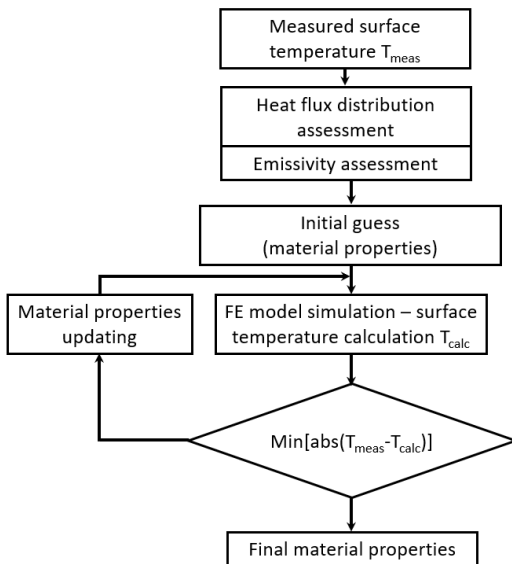 Measured surface
temperature T_meas
Heat flux distribution
assessment
Emissivity assessment
Initial guess
(material properties)
Material properties
updating
FE model simulation – surface
temperature calculation T_calc
Min[abs(T_meas-T_calc)]
Final material properties